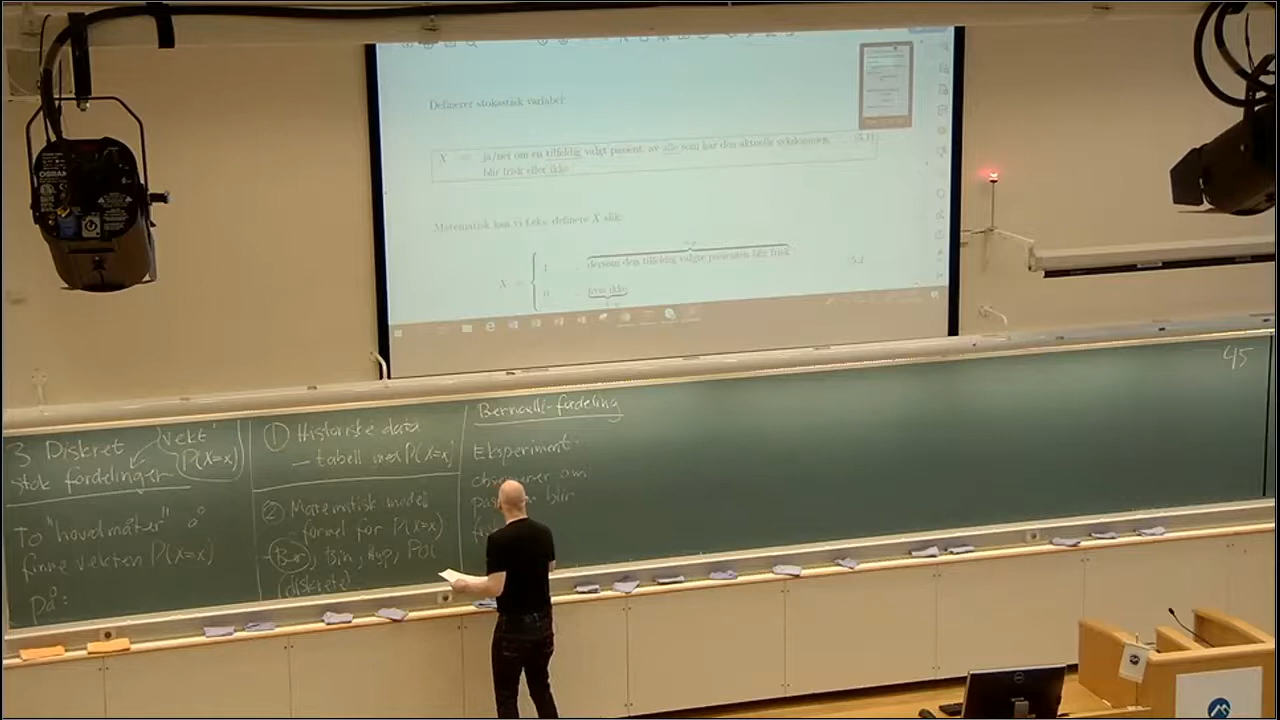 Definerer stokastisk variabel:
X = ja/nei om en tilfeldig valgt pasient, av alle som har den aktuelle sykdommen,
blir frisk eller ikke
Matematisk kan vi f.eks. definere X slik:
X = 1 dersom den tilfeldig valgte pasienten blir frisk
0 hvis ikke
45
3 Diskret
stok fordelinger
"vekt"
P(X=x)
To "hovedmåter" å
finne vekten P(X=x)
på:
1 Historiske data
– tabell med P(X=x)
2 Matematisk modell
formel for P(X=x)
Ber, Bin, Hyp, Poi
(diskrete)
Bernoulli-fordeling
Eksperiment:
observerer om
blir
OSRAM
DELL